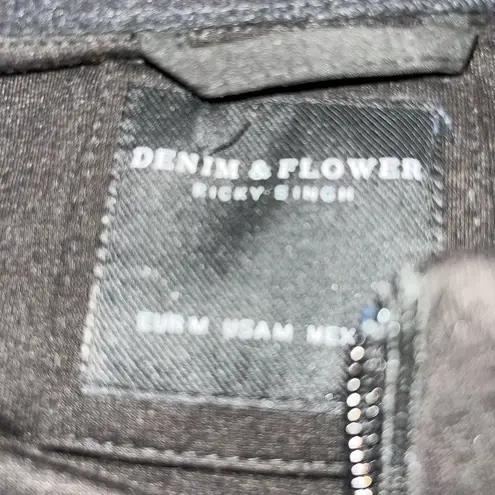 DENIM & FLOWER
RICKY SINGH
EUR M USA M MEX